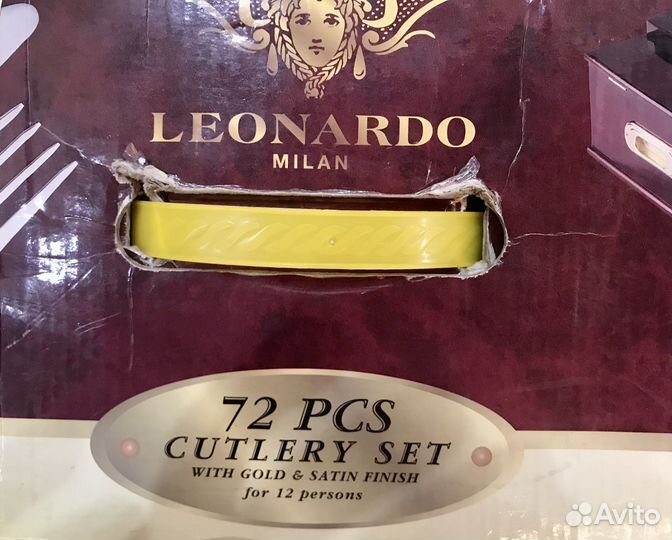 LEONARDO
MILAN
72 PCS
CUTLERY SET
WITH GOLD & SATIN FINISH
for 12 persons
Avito